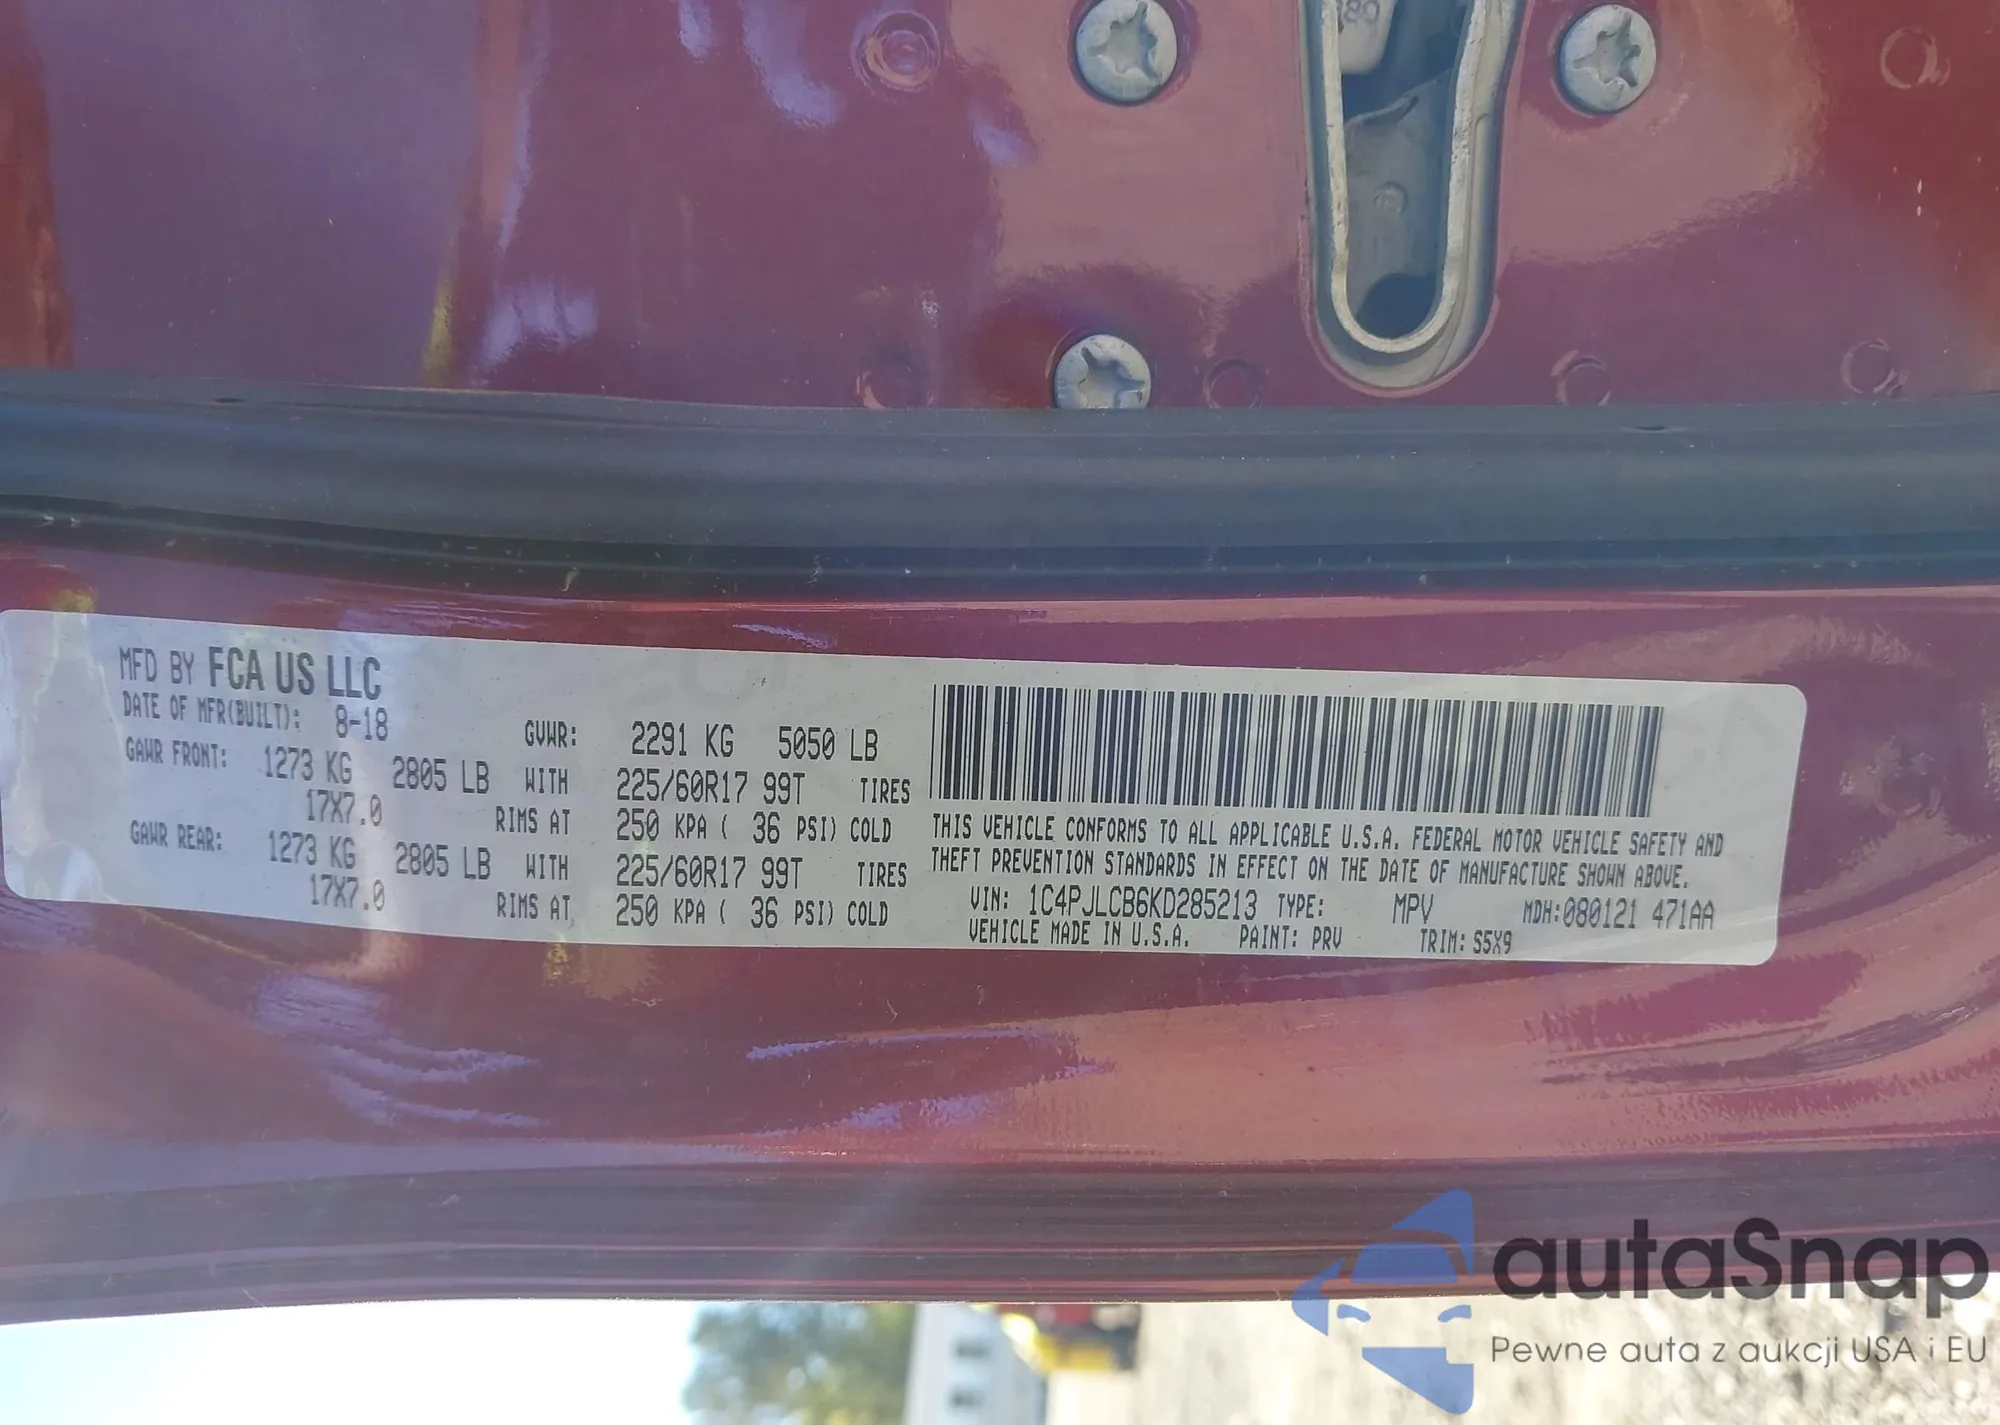 MFD BY FCA US LLC
DATE OF MFR(BUILT): 8-18
GVWR: 2291 KG 5050 LB
GAWR FRONT: 1273 KG 2805 LB WITH 225/60R17 99T TIRES
17X7.0 RIMS AT 250 KPA ( 36 PSI) COLD
GAWR REAR: 1273 KG 2805 LB WITH 225/60R17 99T TIRES
17X7.0 RIMS AT 250 KPA ( 36 PSI) COLD
THIS VEHICLE CONFORMS TO ALL APPLICABLE U.S.A. FEDERAL MOTOR VEHICLE SAFETY AND
THEFT PREVENTION STANDARDS IN EFFECT ON THE DATE OF MANUFACTURE SHOWN ABOVE.
VIN: 1C4PJLCB6KD285213 TYPE: MPV MDH:080121 471AA
VEHICLE MADE IN U.S.A. PAINT: PRV TRIM: S5X9
autaSnap
Pewne auta z aukcji USA i EU